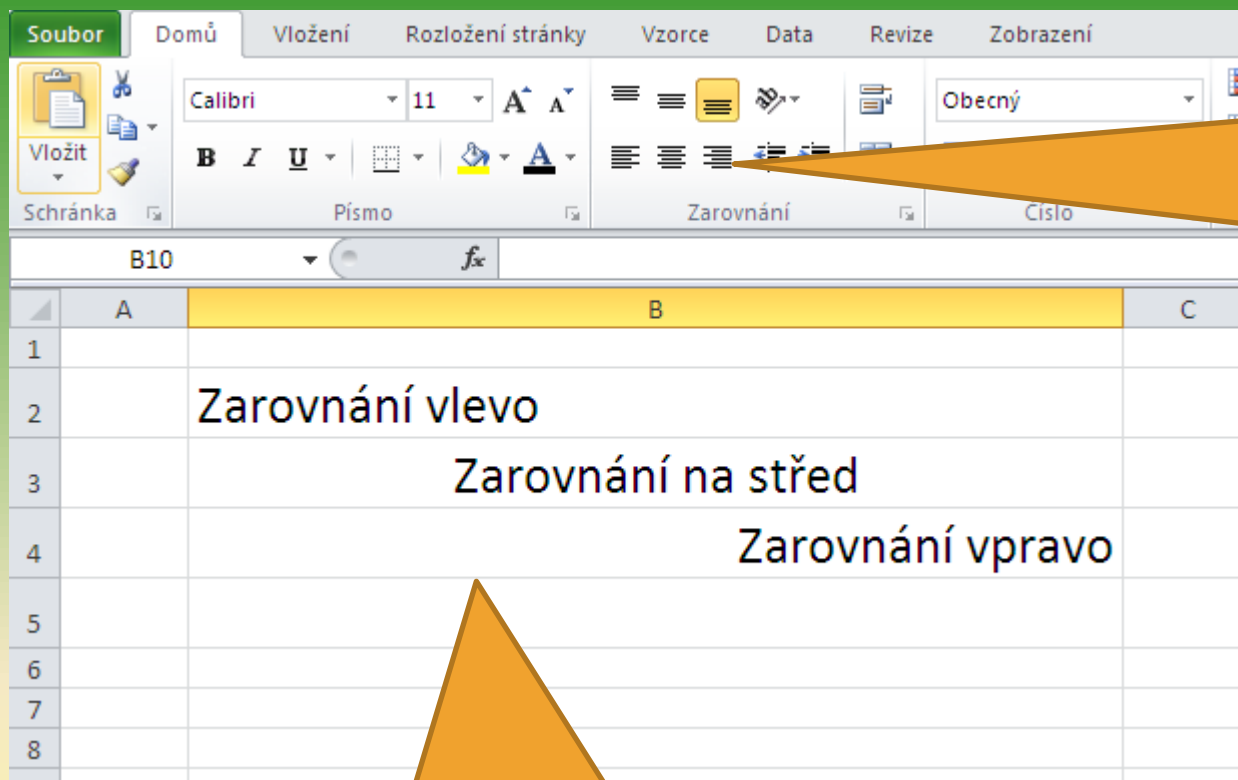 Soubor Domů Vložení Rozložení stránky Vzorce Data Revize Zobrazení
Calibri 11 A A Obecný
Vložit B I U A
Schránka Písmo Zarovnání Číslo
B10 fx
A B C
1
2 Zarovnání vlevo
3 Zarovnání na střed
4 Zarovnání vpravo
5
6
7
8